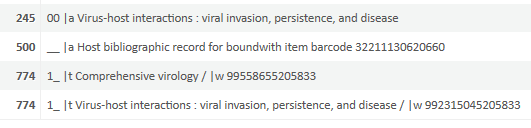 245 00 |a Virus-host interactions : viral invasion, persistence, and disease
500 __ |a Host bibliographic record for boundwith item barcode 32211130620660
774 1_ |t Comprehensive virology / |w 99558655205833
774 1_ |t Virus-host interactions : viral invasion, persistence, and disease / |w 992315045205833